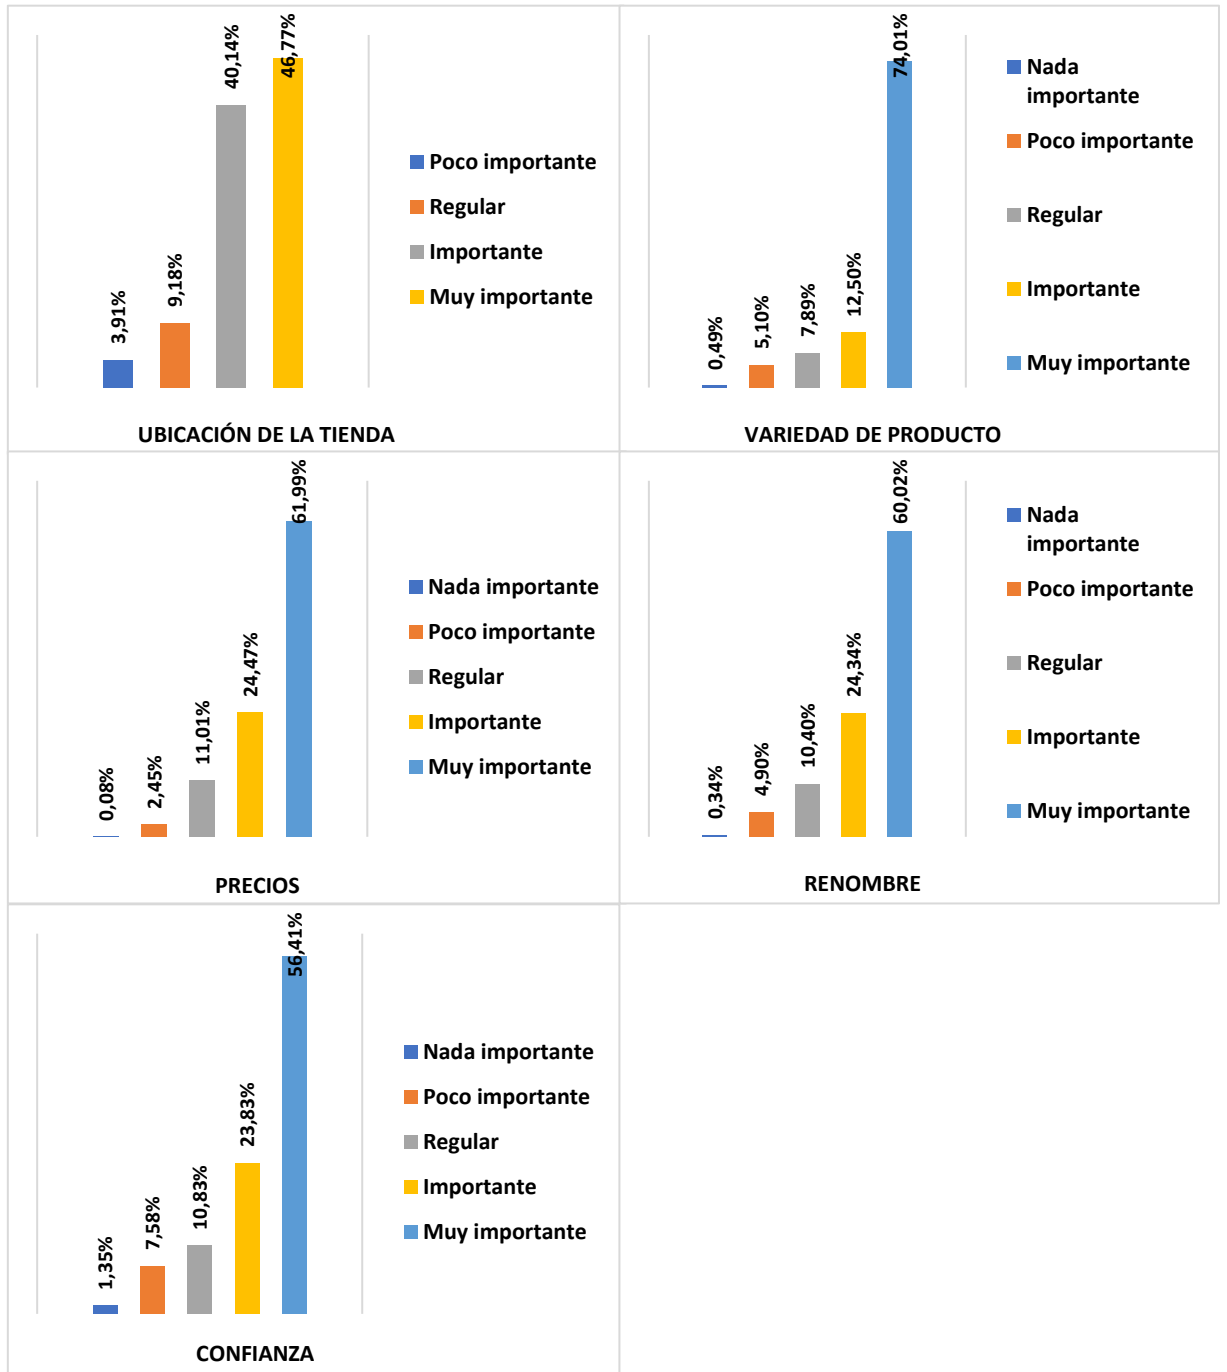 3,91%
9,18%
40,14%
46,77%
Poco importante
Regular
Importante
Muy importante
UBICACIÓN DE LA TIENDA
0,49%
5,10%
7,89%
12,50%
74,01%
Nada
importante
Poco importante
Regular
Importante
Muy importante
VARIEDAD DE PRODUCTO
0,08%
2,45%
11,01%
24,47%
61,99%
Nada importante
Poco importante
Regular
Importante
Muy importante
PRECIOS
0,34%
4,90%
10,40%
24,34%
60,02%
Nada
importante
Poco importante
Regular
Importante
Muy importante
RENOMBRE
1,35%
7,58%
10,83%
23,83%
56,41%
Nada importante
Poco importante
Regular
Importante
Muy importante
CONFIANZA